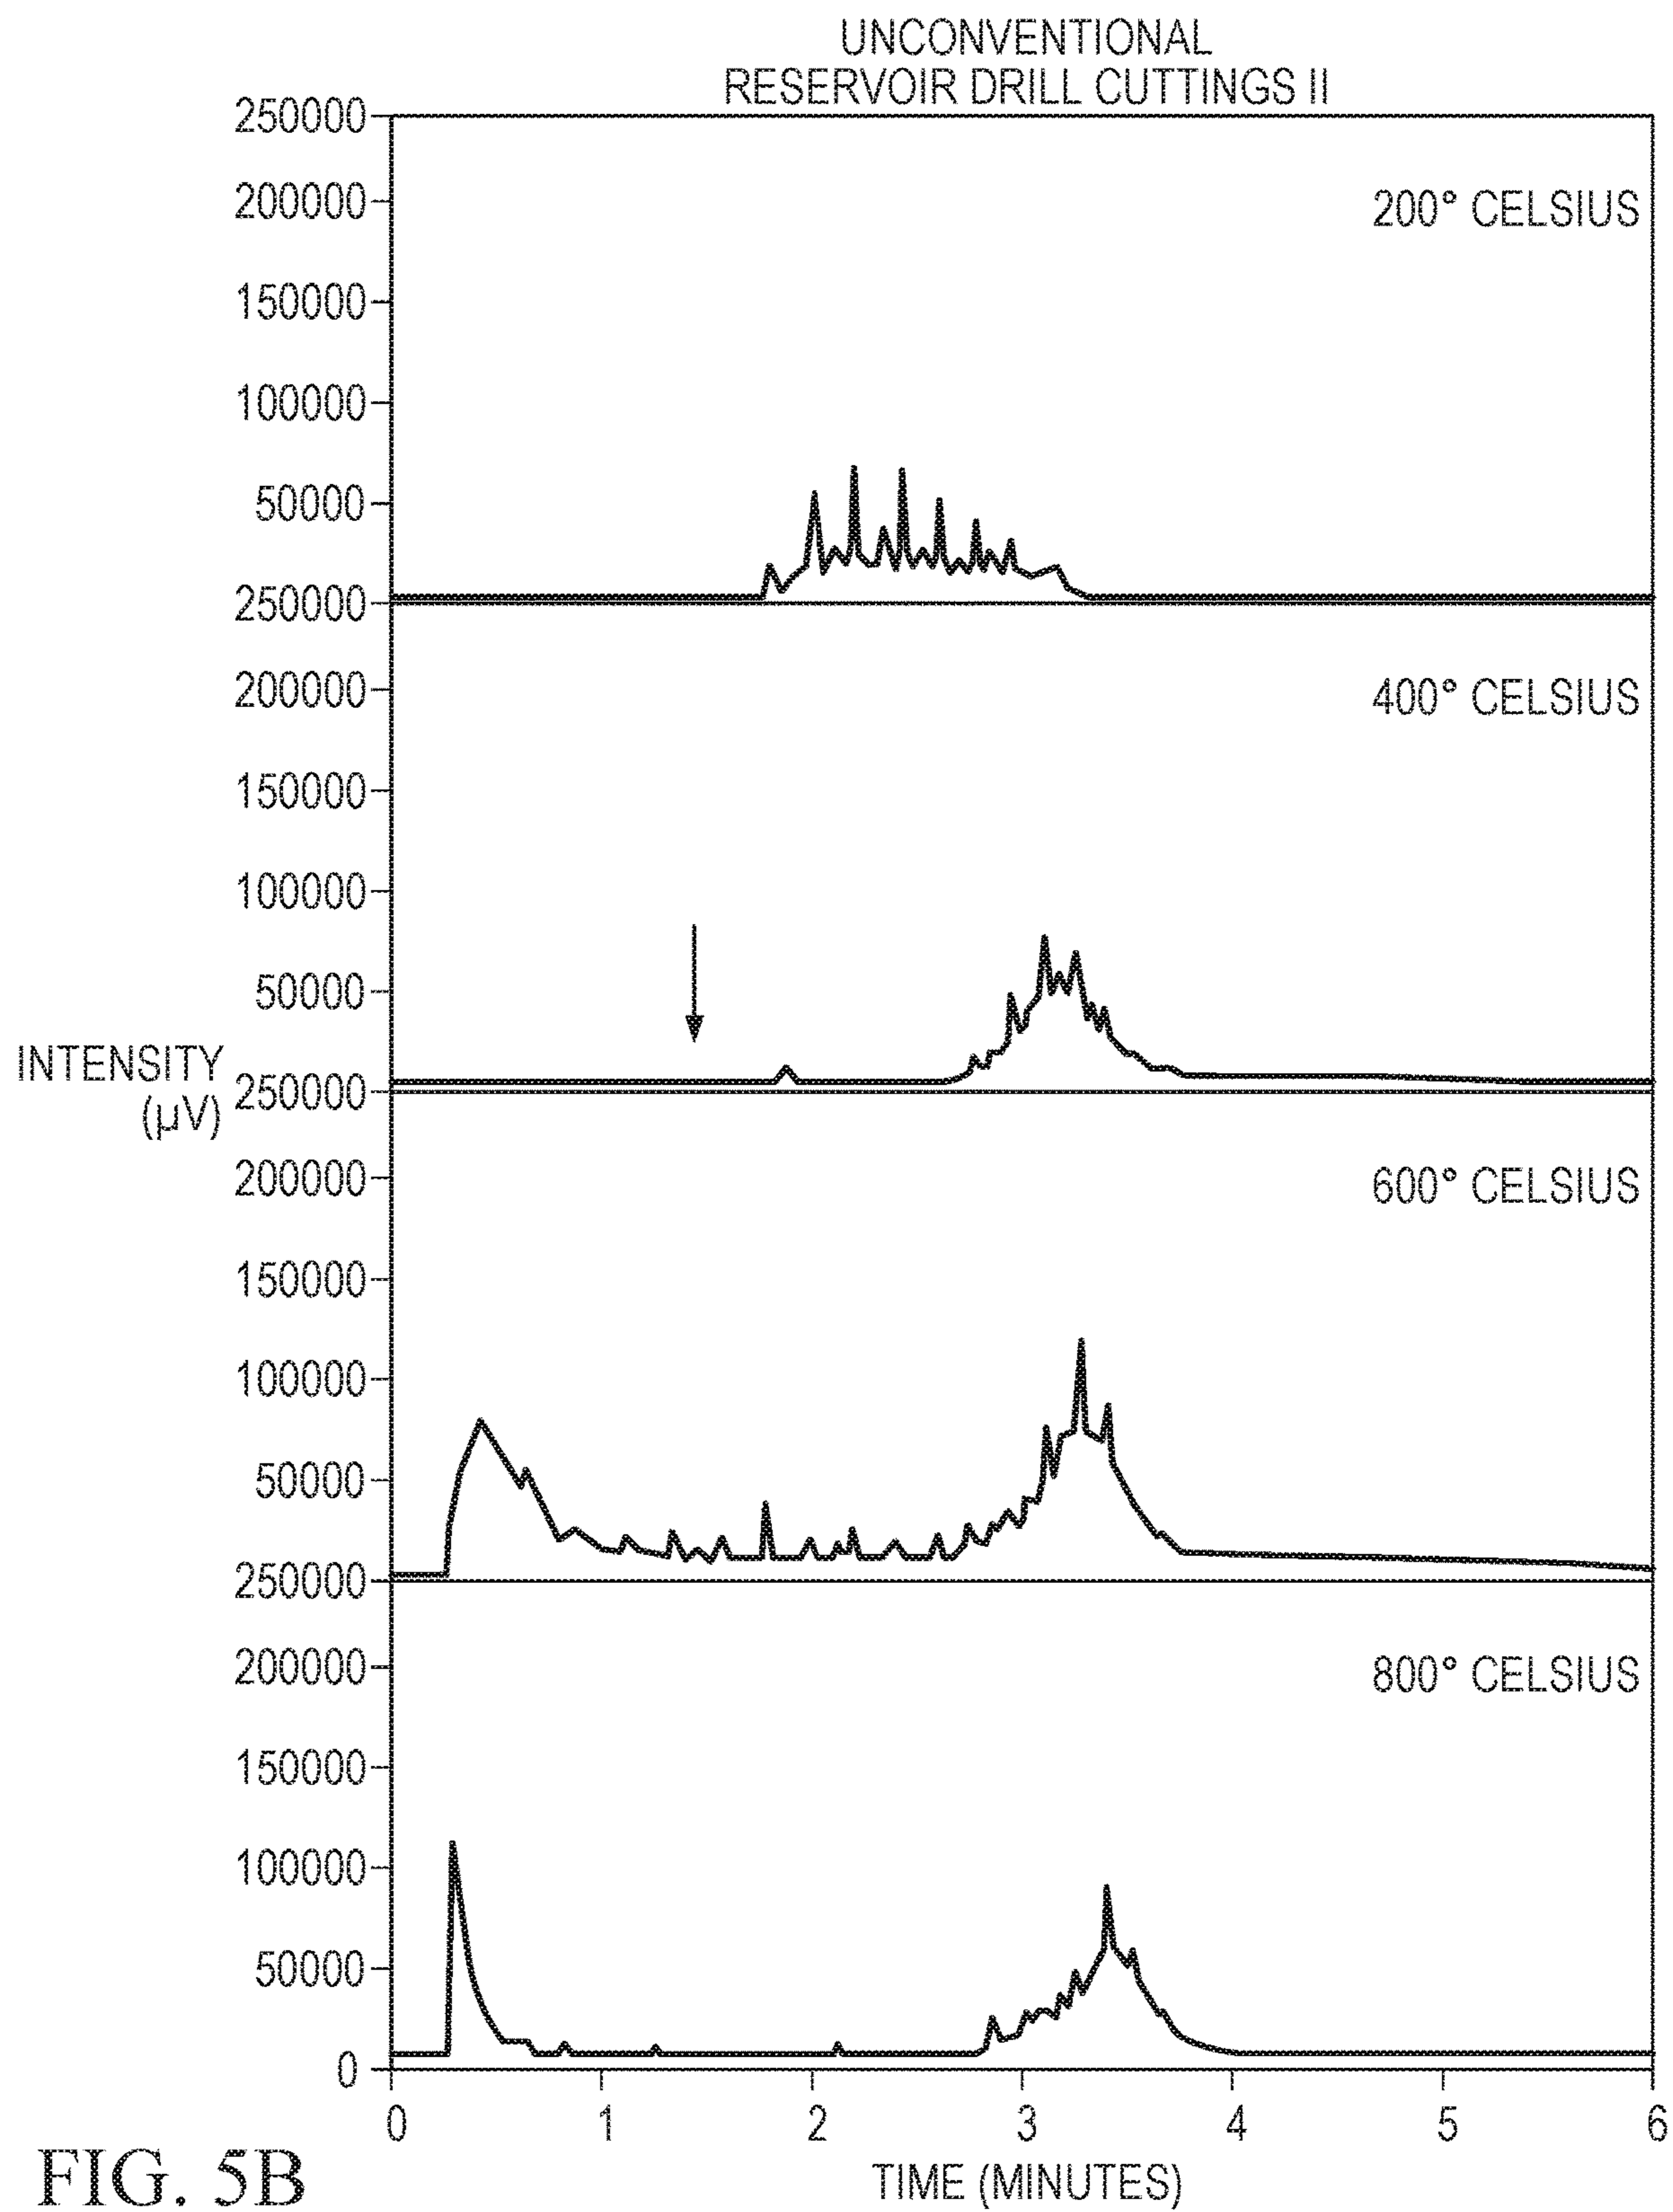 UNCONVENTIONAL
RESERVOIR DRILL CUTTINGS II
250000
200000
200° CELSIUS
150000
100000
50000
250000
200000
400° CELSIUS
150000
100000
50000
INTENSITY
(µV)
250000
200000
600° CELSIUS
150000
100000
50000
250000
200000
800° CELSIUS
150000
100000
50000
0
0 1 2 3 4 5 6
TIME (MINUTES)
FIG. 5B